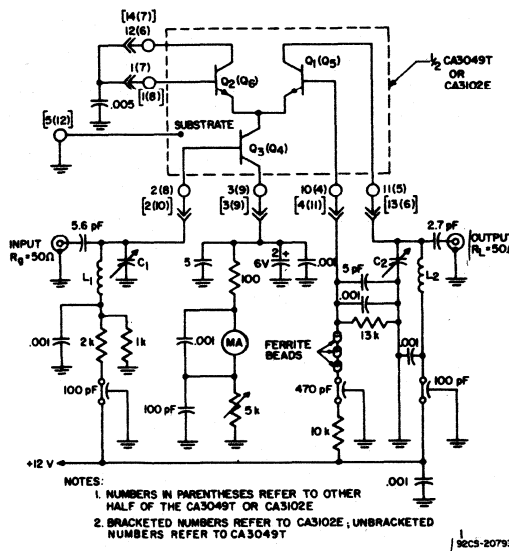 [14(7)]
12(6)
1(7)
[1(8)]
.005
[5(12)]
SUBSTRATE
Q2(Q6)
Q1(Q5)
Q3(Q4)
1/2 CA3049T
OR
CA3102E
2(8)
[2(10)]
3(9)
[3(9)]
10(4)
[4(11)]
11(5)
[13(6)]
INPUT
Rg=50Ω
5.6 pF
C1
L1
.001
2k
1k
100 pF
5
100
2
+
6V
.001
.001
MA
100 pF
5k
5 pF
.001
13k
FERRITE
BEADS
470 pF
10k
C2
L2
2.7 pF
OUTPUT
RL=50Ω
.001
100 pF
.001
+12 V
NOTES:
1. NUMBERS IN PARENTHESES REFER TO OTHER
HALF OF THE CA3049T OR CA3102E
2. BRACKETED NUMBERS REFER TO CA3102E; UNBRACKETED
NUMBERS REFER TO CA3049T
92CS-20793